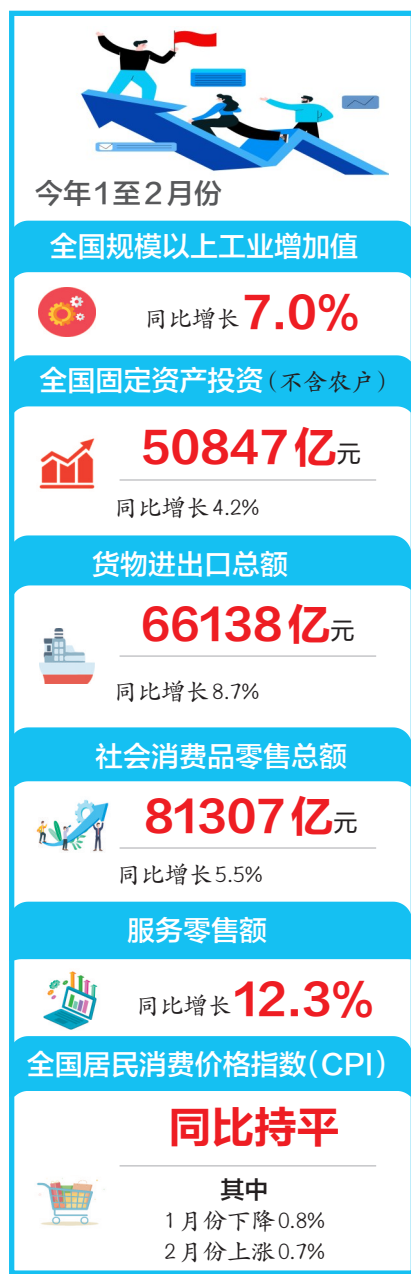 今年1至2月份
全国规模以上工业增加值
同比增长7.0%
全国固定资产投资(不含农户)
50847亿元
同比增长4.2%
货物进出口总额
66138亿元
同比增长8.7%
社会消费品零售总额
81307亿元
同比增长5.5%
服务零售额
同比增长12.3%
全国居民消费价格指数(CPI)
同比持平
其中
1月份下降0.8%
2月份上涨0.7%